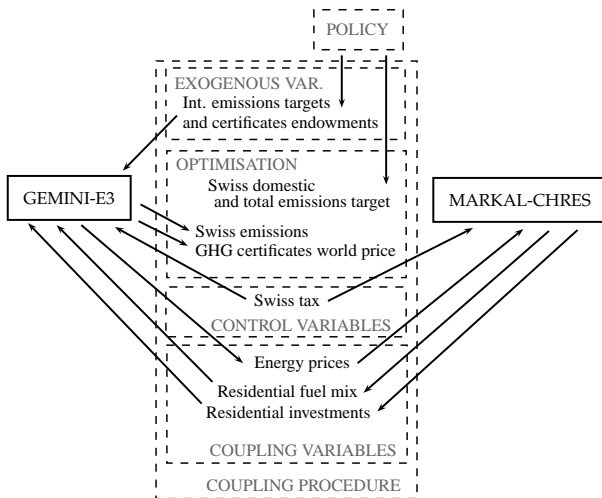 POLICY
EXOGENOUS VAR.
Int. emissions targets
and certificates endowments
OPTIMISATION
Swiss domestic
and total emissions target
GEMINI-E3
MARKAL-CHRES
Swiss emissions
GHG certificates world price
Swiss tax
CONTROL VARIABLES
Energy prices
Residential fuel mix
Residential investments
COUPLING VARIABLES
COUPLING PROCEDURE